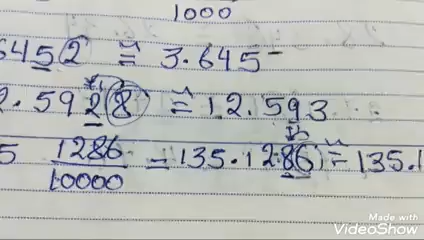 1000
6452 ≅ 3.645
2.5928 ≅ 12.593
5 1286/10000 = 135.1286 ≅ 135.1
Made with
VideoShow